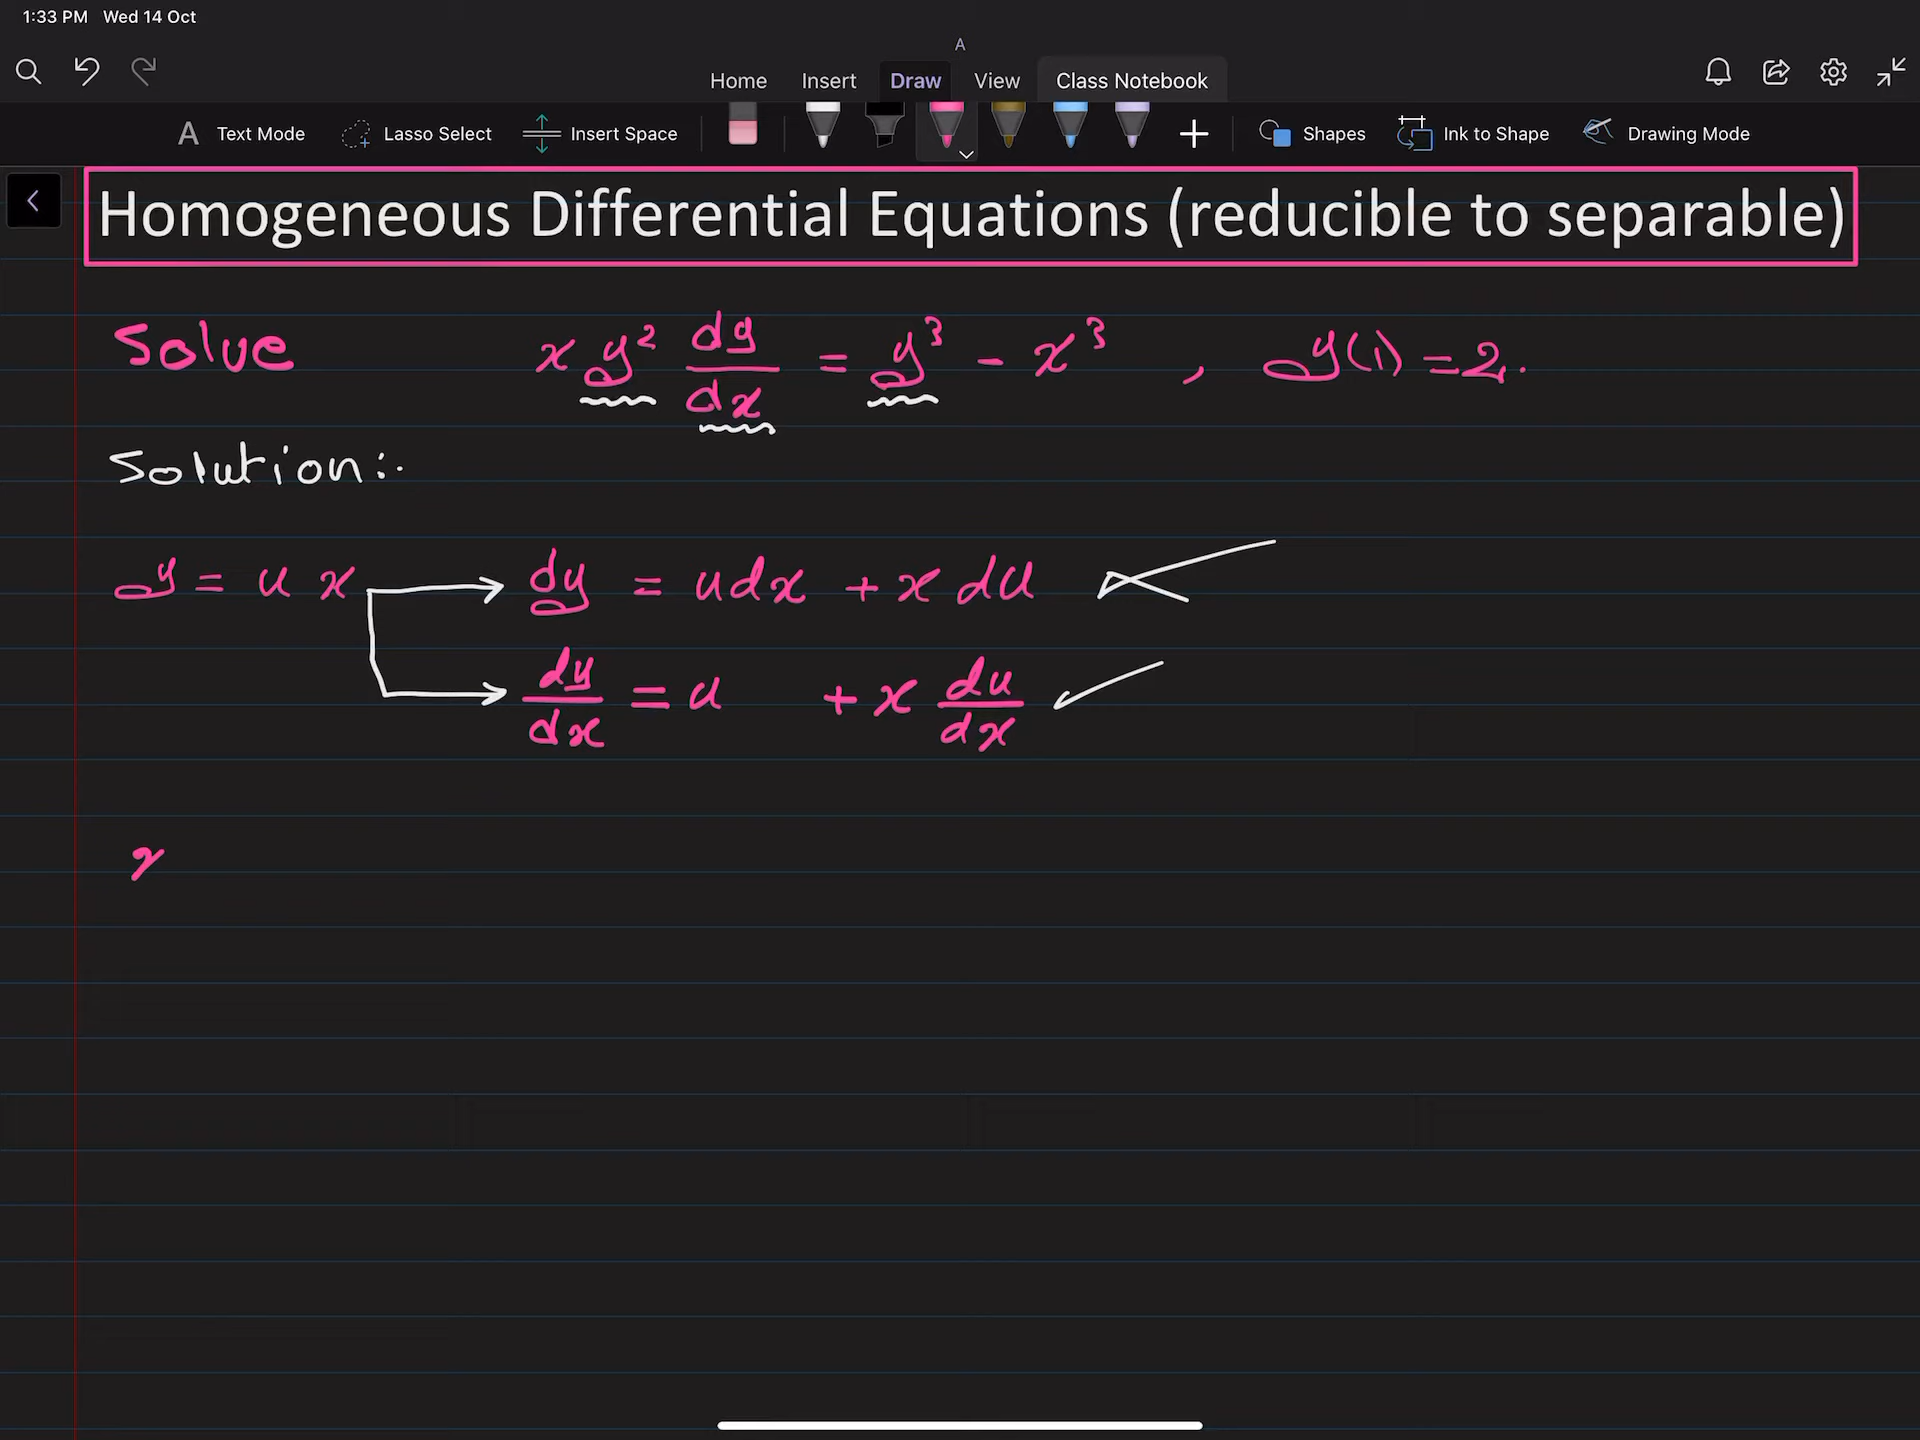 1:33 PM Wed 14 Oct
A
Home Insert Draw View Class Notebook
A Text Mode Lasso Select Insert Space Shapes Ink to Shape Drawing Mode
Homogeneous Differential Equations (reducible to separable)
Solve x y² dy/dx = y³ - x³ , y(1) = 2.
Solution:.
y = u x → dy = u dx + x du
→ dy/dx = u + x du/dx
x